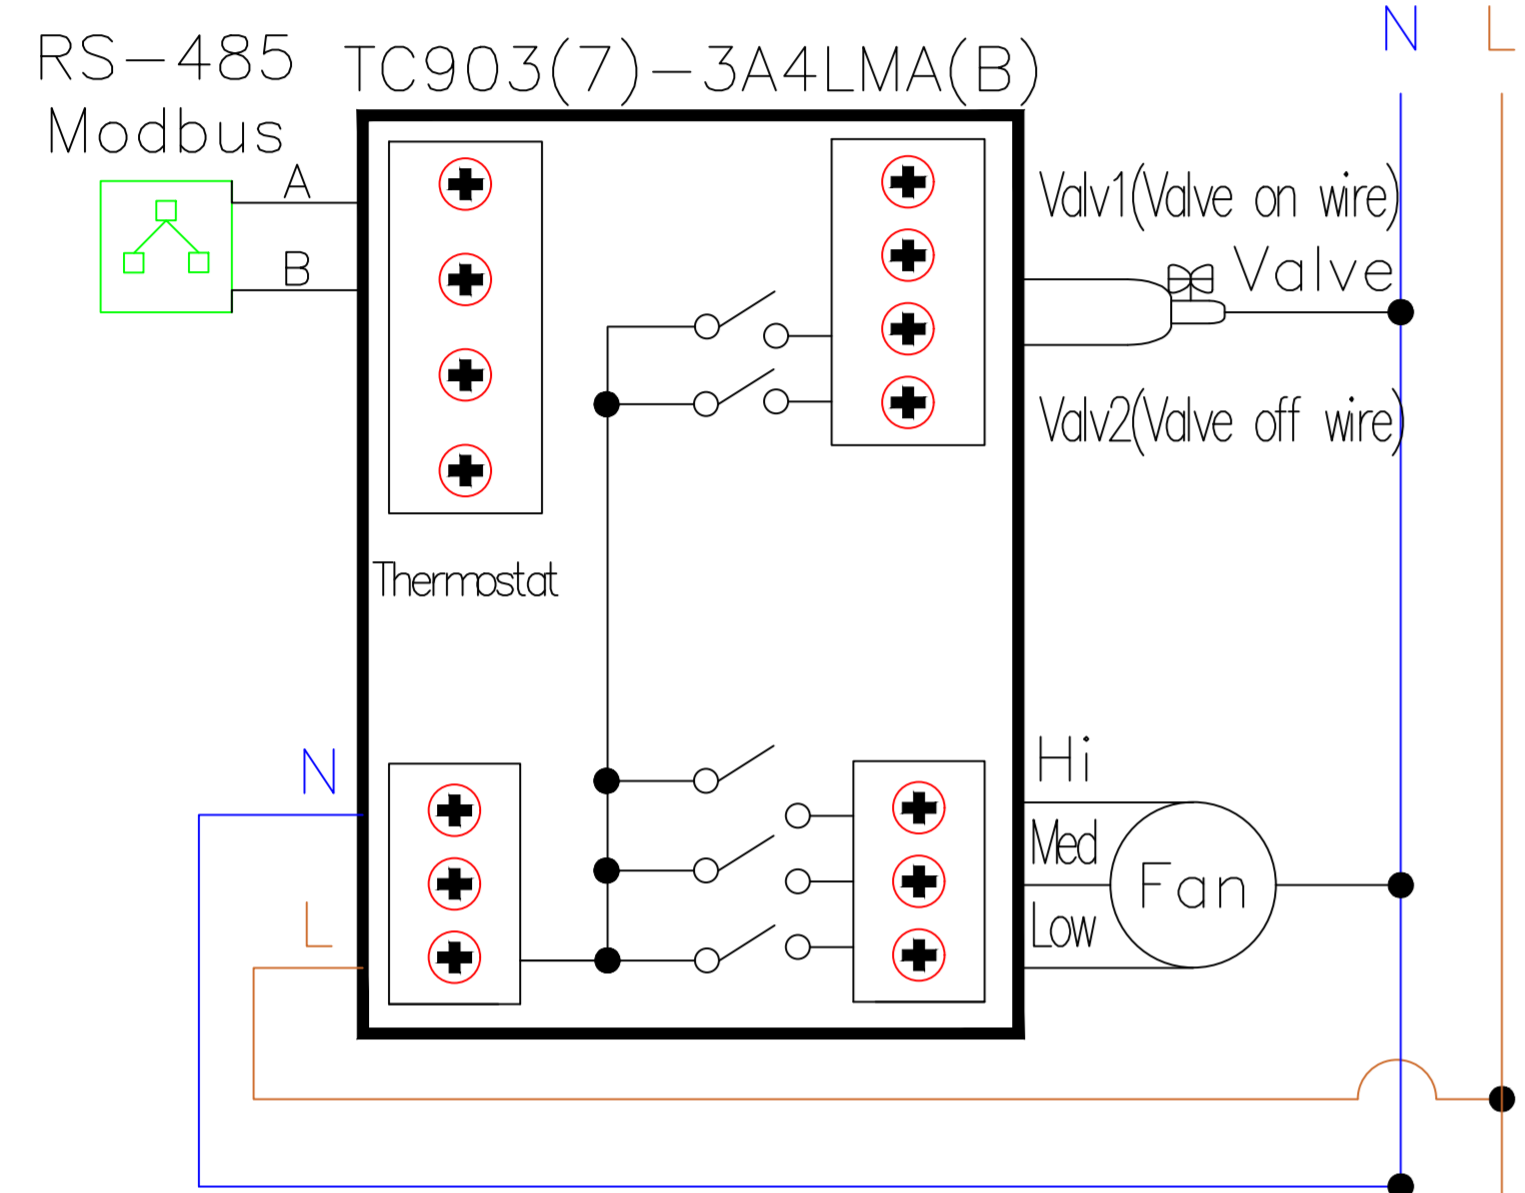 N L
RS-485 TC903(7)-3A4LMA(B)
Modbus
A
Valv1(Valve on wire)
B
Valve
Valv2(Valve off wire)
Thermostat
N
Hi
Med
Fan
L
Low